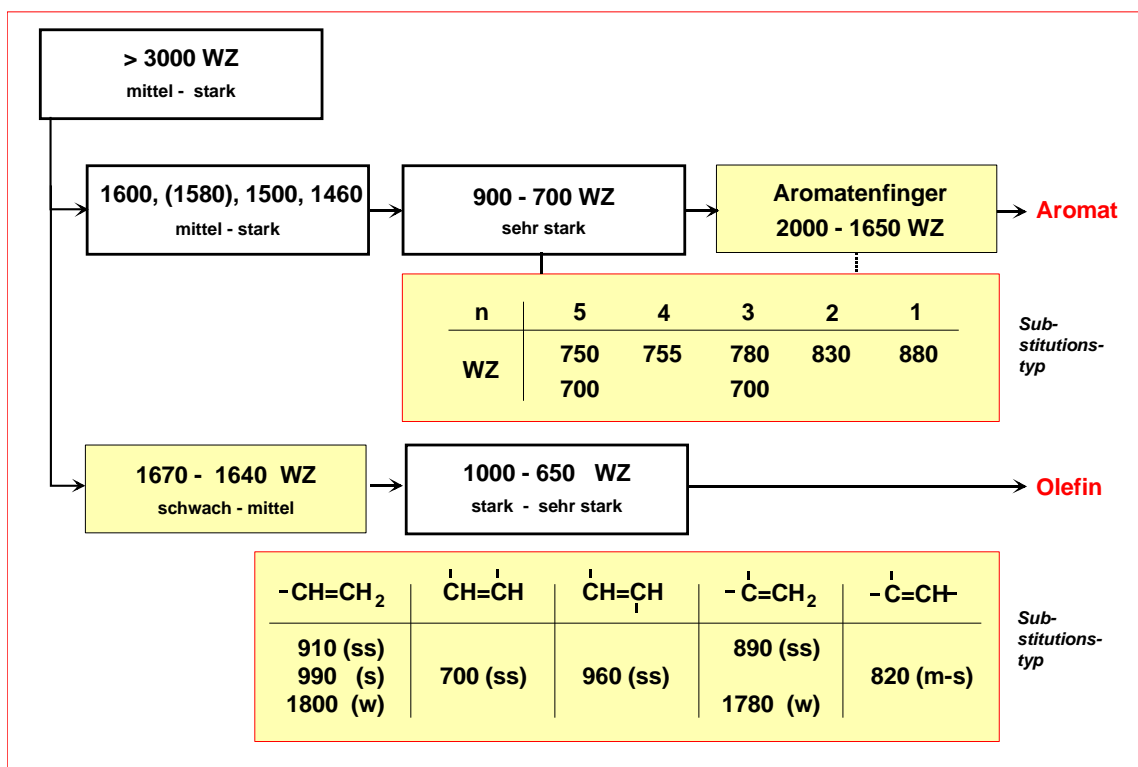 > 3000 WZ
mittel - stark
1600, (1580), 1500, 1460
mittel - stark
900 - 700 WZ
sehr stark
Aromatenfinger
2000 - 1650 WZ
Aromat
n 5 4 3 2 1
WZ 750 755 780 830 880
700 700
Sub-
stitutions-
typ
1670 - 1640 WZ
schwach - mittel
1000 - 650 WZ
stark - sehr stark
Olefin
-CH=CH2 CH=CH CH=CH -C=CH2 -C=CH-
910 (ss) 890 (ss)
990 (s) 700 (ss) 960 (ss) 820 (m-s)
1800 (w) 1780 (w)
Sub-
stitutions-
typ